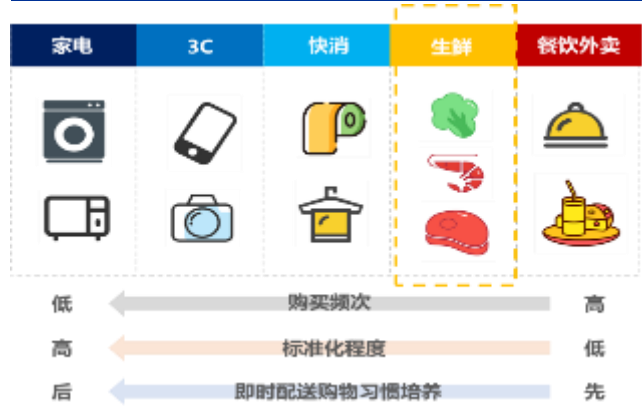 家电 3C 快消 生鲜 餐饮外卖
低 购买频次 高
高 标准化程度 低
后 即时配送购物习惯培养 先